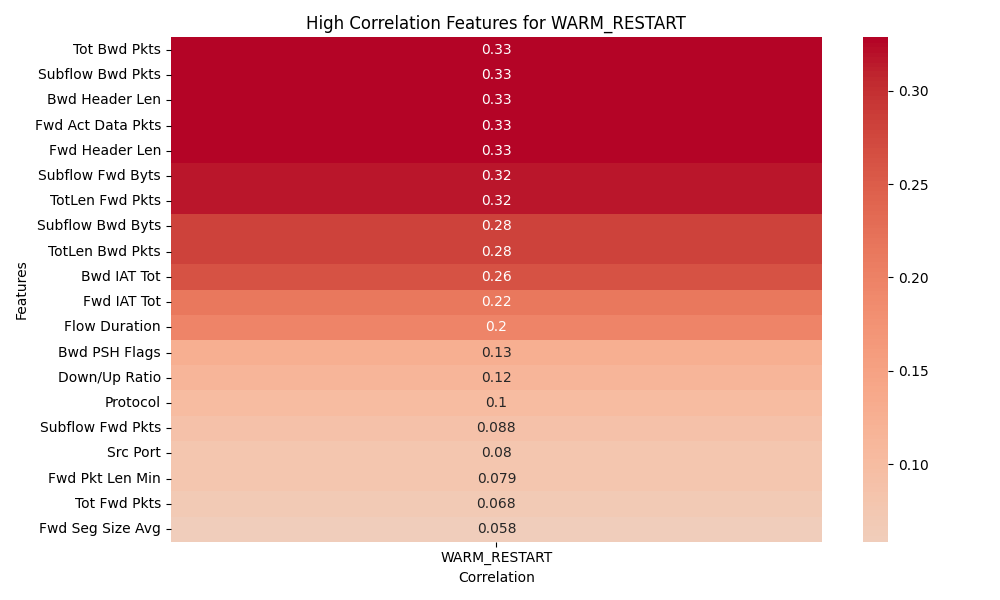 High Correlation Features for WARM_RESTART
Features
Tot Bwd Pkts 0.33
Subflow Bwd Pkts 0.33
Bwd Header Len 0.33
Fwd Act Data Pkts 0.33
Fwd Header Len 0.33
Subflow Fwd Byts 0.32
TotLen Fwd Pkts 0.32
Subflow Bwd Byts 0.28
TotLen Bwd Pkts 0.28
Bwd IAT Tot 0.26
Fwd IAT Tot 0.22
Flow Duration 0.2
Bwd PSH Flags 0.13
Down/Up Ratio 0.12
Protocol 0.1
Subflow Fwd Pkts 0.088
Src Port 0.08
Fwd Pkt Len Min 0.079
Tot Fwd Pkts 0.068
Fwd Seg Size Avg 0.058
WARM_RESTART
Correlation
0.30
0.25
0.20
0.15
0.10